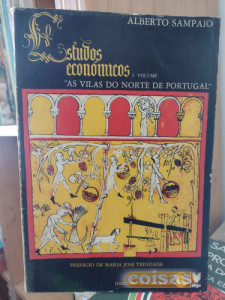 ALBERTO SAMPAIO
Estudos
económicos I VOLUME
"AS VILAS DO NORTE DE PORTUGAL"
PREFÁCIO DE MARIA JOSÉ TRINDADE
coisas